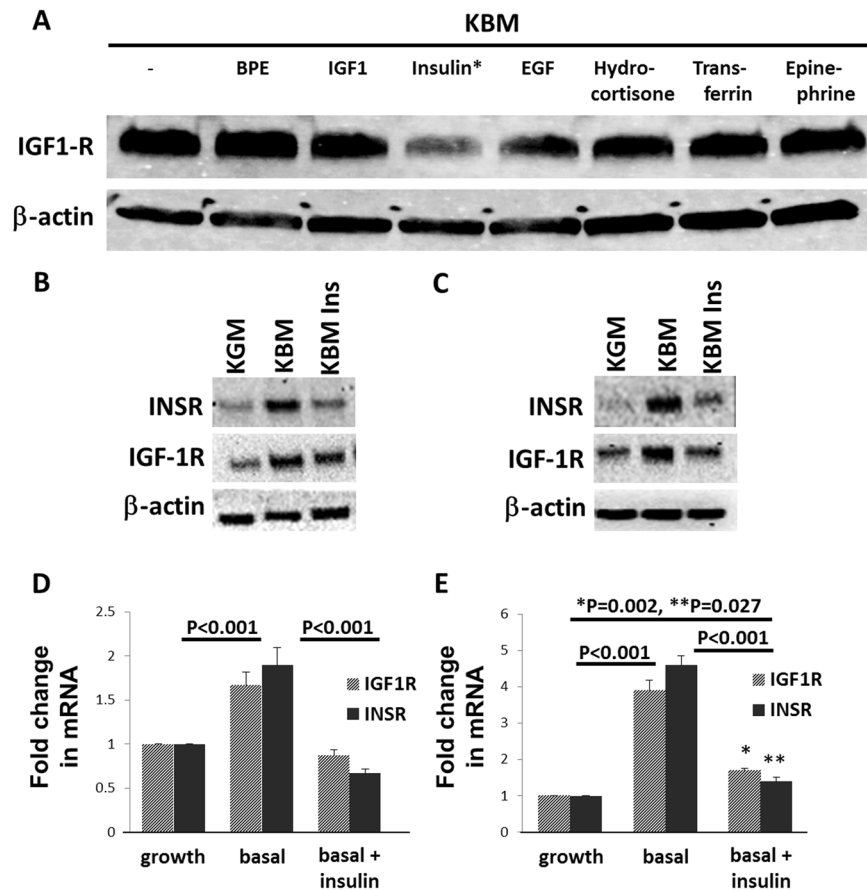 A
KBM
- BPE IGF1 Insulin* EGF Hydro- Trans- Epine-
cortisone ferrin phrine
IGF1-R
β-actin
B
KGM KBM KBM Ins
INSR
IGF-1R
β-actin
C
KGM KBM KBM Ins
INSR
IGF-1R
β-actin
D
2.5
2
1.5
1
0.5
0
Fold change
in mRNA
P<0.001 P<0.001
IGF1R
INSR
growth basal basal +
insulin
E
6
5
4
3
2
1
0
Fold change
in mRNA
*P=0.002, **P=0.027
P<0.001 P<0.001
IGF1R
INSR
* **
growth basal basal +
insulin